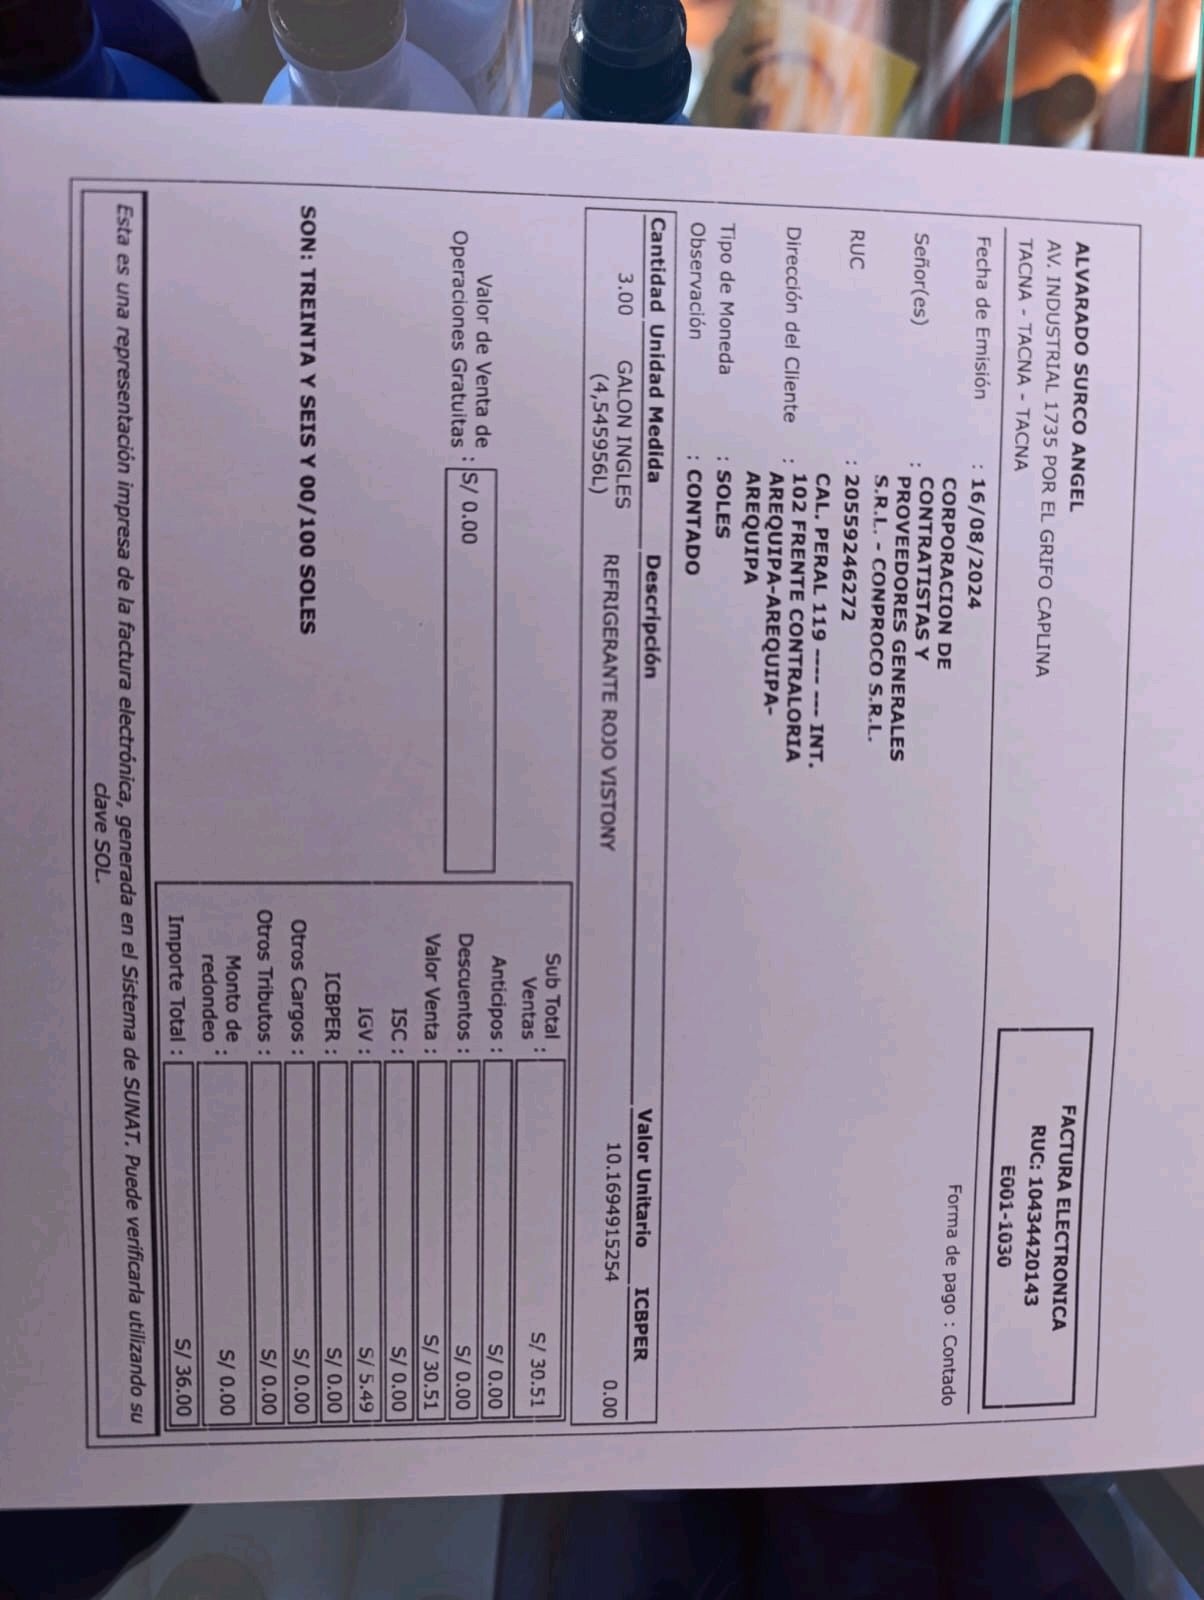 ALVARADO SURCO ANGEL
AV. INDUSTRIAL 1735 POR EL GRIFO CAPLINA
TACNA - TACNA - TACNA
FACTURA ELECTRONICA
RUC: 10434420143
E001-1030
Fecha de Emisión : 16/08/2024
Forma de pago : Contado
Señor(es) : CORPORACION DE
CONTRATISTAS Y
PROVEEDORES GENERALES
S.R.L. - CONPROCO S.R.L.
RUC : 20559246272
Dirección del Cliente : CAL. PERAL 119 ---- --- INT.
102 FRENTE CONTRALORIA
AREQUIPA-AREQUIPA-
AREQUIPA
Tipo de Moneda : SOLES
Observación : CONTADO
Cantidad Unidad Medida Descripción Valor Unitario ICBPER
3.00 GALON INGLES REFRIGERANTE ROJO VISTONY 10.1694915254 0.00
(4,545956L)
Valor de Venta de
Operaciones Gratuitas : S/ 0.00
SON: TREINTA Y SEIS Y 00/100 SOLES
Sub Total
Ventas : S/ 30.51
Anticipos : S/ 0.00
Descuentos : S/ 0.00
Valor Venta : S/ 30.51
ISC : S/ 0.00
IGV : S/ 5.49
ICBPER : S/ 0.00
Otros Cargos : S/ 0.00
Otros Tributos : S/ 0.00
Monto de
redondeo : S/ 0.00
Importe Total : S/ 36.00
Esta es una representación impresa de la factura electrónica, generada en el Sistema de SUNAT. Puede verificarla utilizando su
clave SOL.